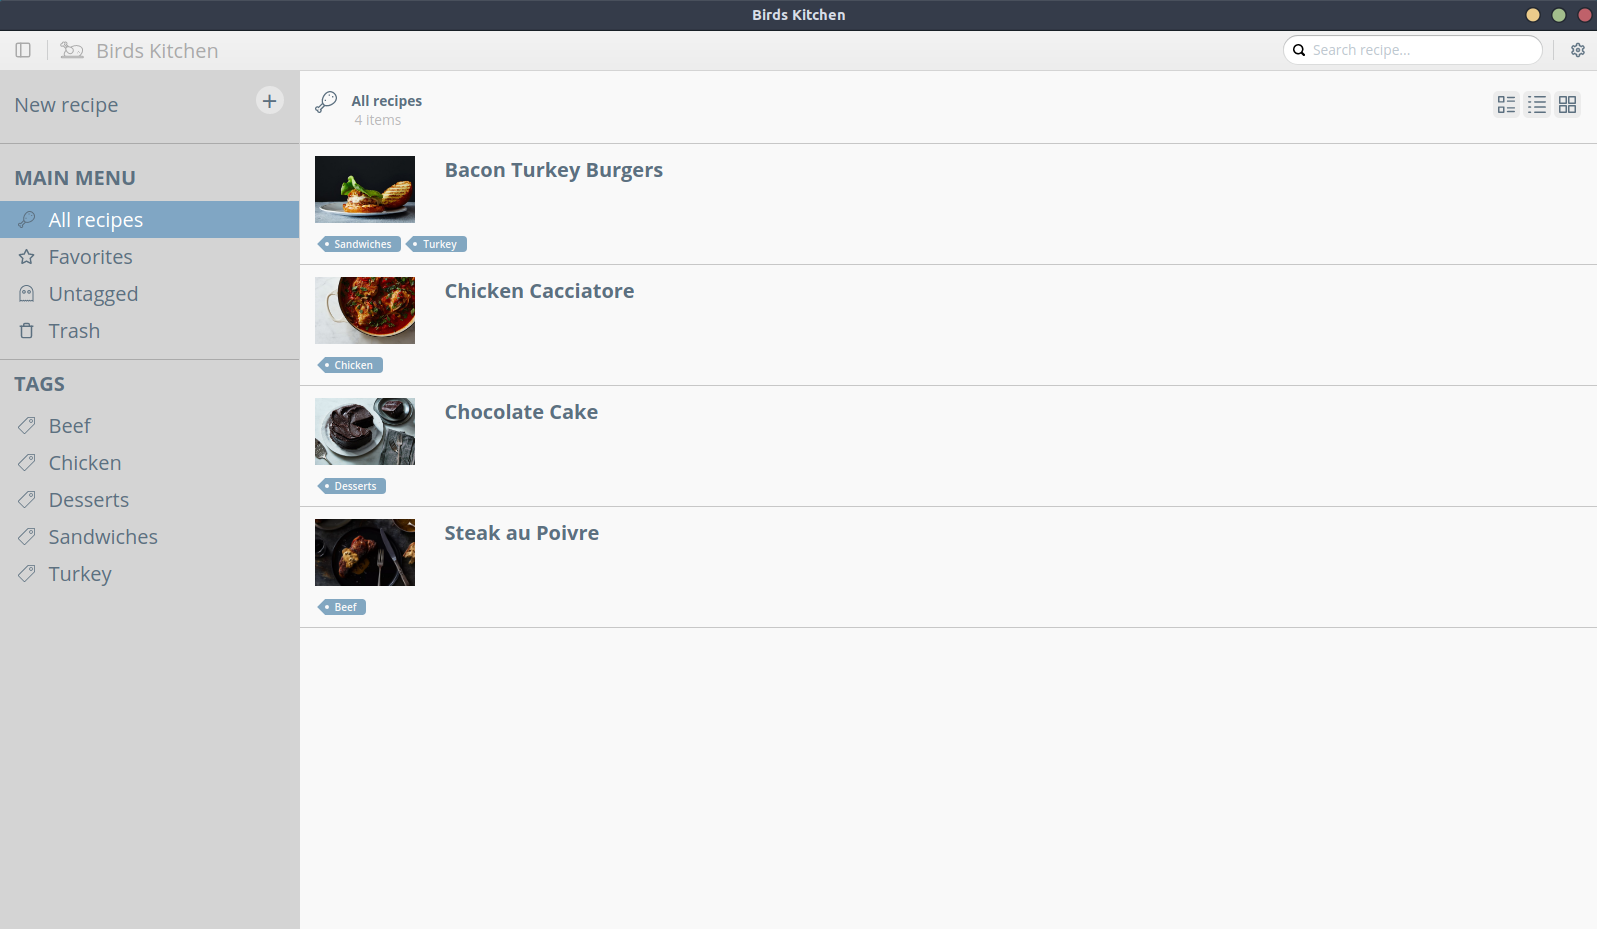 Birds Kitchen
Birds Kitchen
Search recipe...
New recipe
MAIN MENU
All recipes
Favorites
Untagged
Trash
TAGS
Beef
Chicken
Desserts
Sandwiches
Turkey
All recipes
4 items
Bacon Turkey Burgers
Sandwiches Turkey
Chicken Cacciatore
Chicken
Chocolate Cake
Desserts
Steak au Poivre
Beef